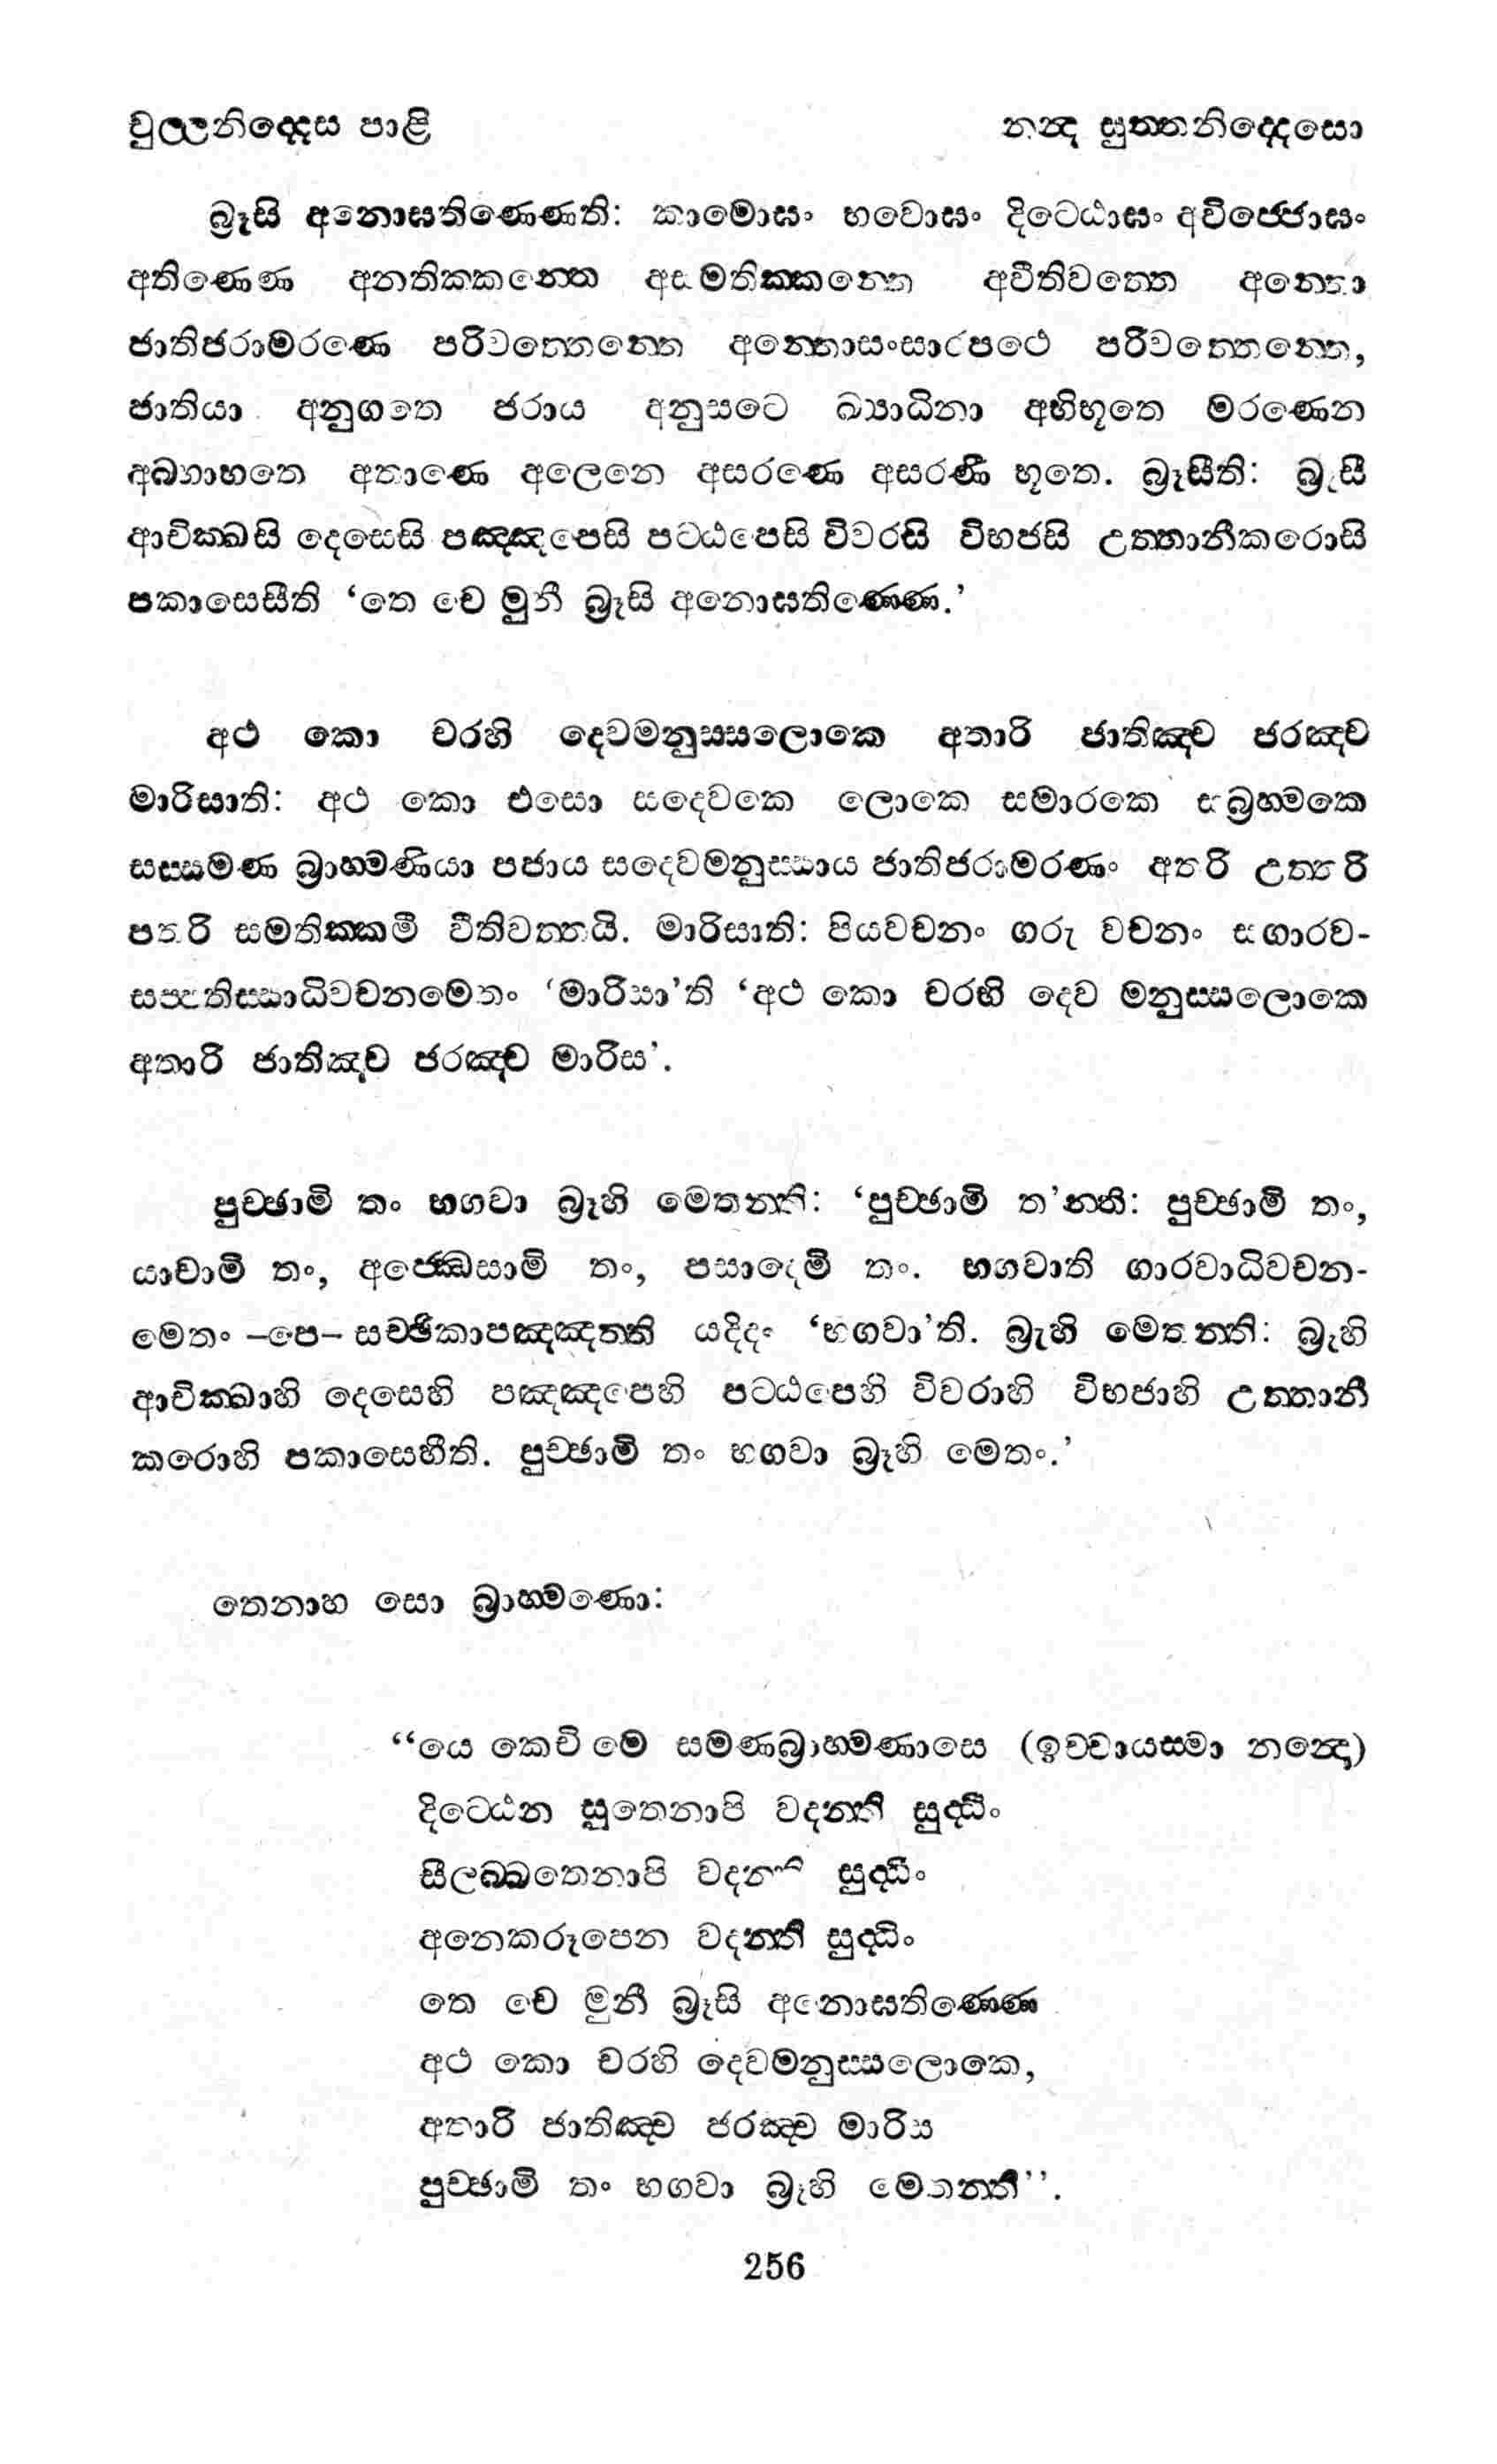 චුල්ලනිද්දෙස පාළි
නන්ද සුත්තනිද්දෙසො
බ්‍රූසි අනොඝතිණ්ණෙති: කාමොඝං භවොඝං දිට්ඨොඝං අවිජ්ජොඝං
අතිණ්ණෙ අනතික්කන්තෙ අසමතික්කන්තෙ අවීතිවත්තෙ අන්තො
ජාතිජරාමරණෙ පරිවත්තෙන්තෙ අන්තොසංසාරපථෙ පරිවත්තෙන්තෙ,
ජාතියා අනුගතෙ ජරාය අනුසටෙ ඛ්‍යාධිනා අභිභූතෙ මරණෙන
අබ්භාහතෙ අතාණෙ අලෙනෙ අසරණෙ අසරණී භූතෙ. බ්‍රූසීති: බ්‍රූසී
ආචික්ඛසි දෙසෙසි පඤ්ඤපෙසි පට්ඨපෙසි විවරසි විභජසි උත්තානීකරොසි
පකාසෙසීති ‘තෙ චෙ මුනී බ්‍රූසි අනොඝතිණ්ණෙ.’
අථ කො චරහි දෙවමනුස්සලොකෙ අතාරි ජාතිඤ්ච ජරඤ්ච
මාරිසාති: අථ කො එසො සදෙවකෙ ලොකෙ සමාරකෙ සබ්‍රහ්මකෙ
සස්සමණ බ්‍රාහ්මණියා පජාය සදෙවමනුස්සාය ජාතිජරාමරණං අතරි උත්තරි
පතරි සමතික්කමී වීතිවත්තයි. මාරිසාති: පියවචනං ගරු වචනං සගාරව-
සප්පතිස්සාධිවචනමෙතං ‘මාරිසා’ති ‘අථ කො චරභි දෙව මනුස්සලොකෙ
අතාරි ජාතිඤ්ච ජරඤ්ච මාරිස’.
පුච්ඡාමි තං භගවා බ්‍රූහි මෙතන්ති: ‘පුච්ඡාමි ත’න්ති: පුච්ඡාමි තං,
යාචාමි තං, අජ්ඣෙසාමි තං, පසාදෙමි තං. භගවාති ගාරවාධිවචන-
මෙතං –පෙ– සච්ඡිකාපඤ්ඤත්ති යදිදං ‘භගවා’ති. බ්‍රැහි මෙතන්ති: බ්‍රූහි
ආචික්ඛාහි දෙසෙහි පඤ්ඤපෙහි පට්ඨපෙහි විවරාහි විභජාහි උත්තානී
කරොහි පකාසෙහීති. පුච්ඡාමි තං භගවා බ්‍රූහි මෙතං.’
තෙනාහ සො බ්‍රාහ්මණො:
“යෙ කෙචි මෙ සමණබ්‍රාහ්මණාසෙ (ඉච්චායස්මා නන්දො)
දිට්ඨෙන සුතෙනාපි වදන්ති සුද්ධිං
සීලබ්බතෙනාපි වදන්ති සුද්ධිං
අනෙකරූපෙන වදන්ති සුද්ධිං
තෙ චෙ මුනී බ්‍රූසි අනොඝතිණ්ණෙ
අථ කො චරහි දෙවමනුස්සලොකෙ,
අතාරි ජාතිඤ්ච ජරඤ්ච මාරිස
පුච්ඡාමි තං භගවා බ්‍රූහි මෙතන්ති”.
256